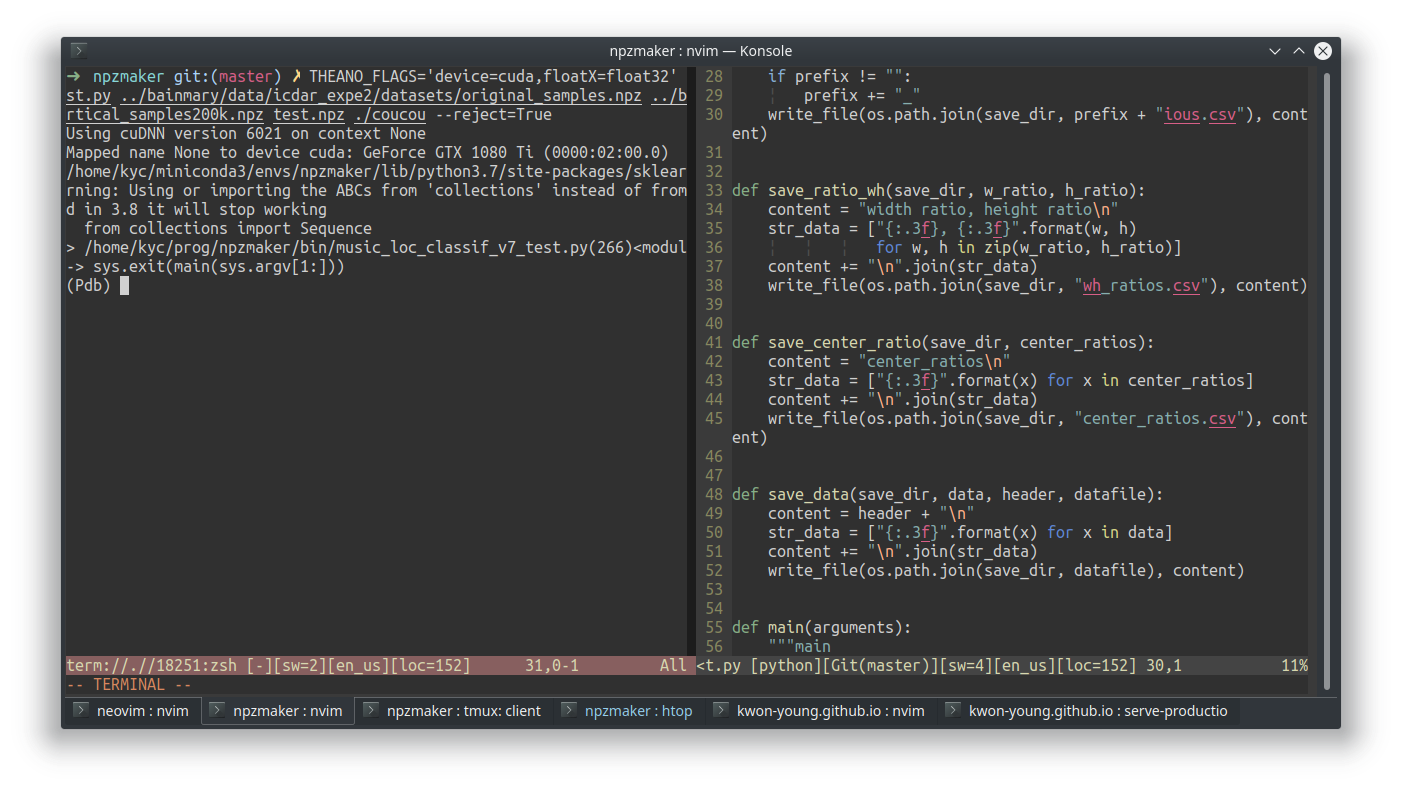 npzmaker : nvim — Konsole
➜ npzmaker git:(master) ✗ THEANO_FLAGS='device=cuda,floatX=float32'
st.py ../bainmary/data/icdar_expe2/datasets/original_samples.npz ../b
rtical_samples200k.npz test.npz ./coucou --reject=True
Using cuDNN version 6021 on context None
Mapped name None to device cuda: GeForce GTX 1080 Ti (0000:02:00.0)
/home/kyc/miniconda3/envs/npzmaker/lib/python3.7/site-packages/sklear
rning: Using or importing the ABCs from 'collections' instead of from
d in 3.8 it will stop working
  from collections import Sequence
> /home/kyc/prog/npzmaker/bin/music_loc_classif_v7_test.py(266)<modul
-> sys.exit(main(sys.argv[1:]))
(Pdb)
term://.//18251:zsh [-][sw=2][en_us][loc=152] 31,0-1 All
-- TERMINAL --
28     if prefix != "":
29         prefix += "_"
30     write_file(os.path.join(save_dir, prefix + "ious.csv"), cont
ent)
31
32
33 def save_ratio_wh(save_dir, w_ratio, h_ratio):
34     content = "width ratio, height ratio\n"
35     str_data = ["{:.3f}, {:.3f}".format(w, h)
36                 for w, h in zip(w_ratio, h_ratio)]
37     content += "\n".join(str_data)
38     write_file(os.path.join(save_dir, "wh_ratios.csv"), content)
39
40
41 def save_center_ratio(save_dir, center_ratios):
42     content = "center_ratios\n"
43     str_data = ["{:.3f}".format(x) for x in center_ratios]
44     content += "\n".join(str_data)
45     write_file(os.path.join(save_dir, "center_ratios.csv"), cont
ent)
46
47
48 def save_data(save_dir, data, header, datafile):
49     content = header + "\n"
50     str_data = ["{:.3f}".format(x) for x in data]
51     content += "\n".join(str_data)
52     write_file(os.path.join(save_dir, datafile), content)
53
54
55 def main(arguments):
56     """main
<t.py [python][Git(master)][sw=4][en_us][loc=152] 30,1 11%
neovim : nvim npzmaker : nvim npzmaker : tmux: client npzmaker : htop kwon-young.github.io : nvim kwon-young.github.io : serve-productio